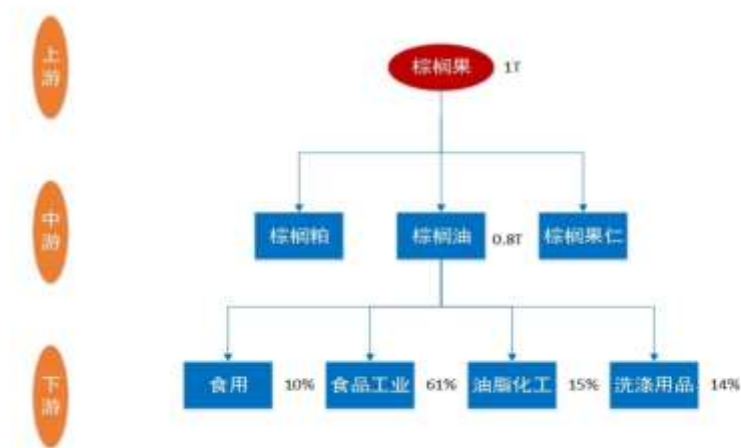 上游
棕榈果 1T
中游
棕榈粕
棕榈油 0.8T
棕榈果仁
下游
食用 10%
食品工业 61%
油脂化工 15%
洗涤用品 14%